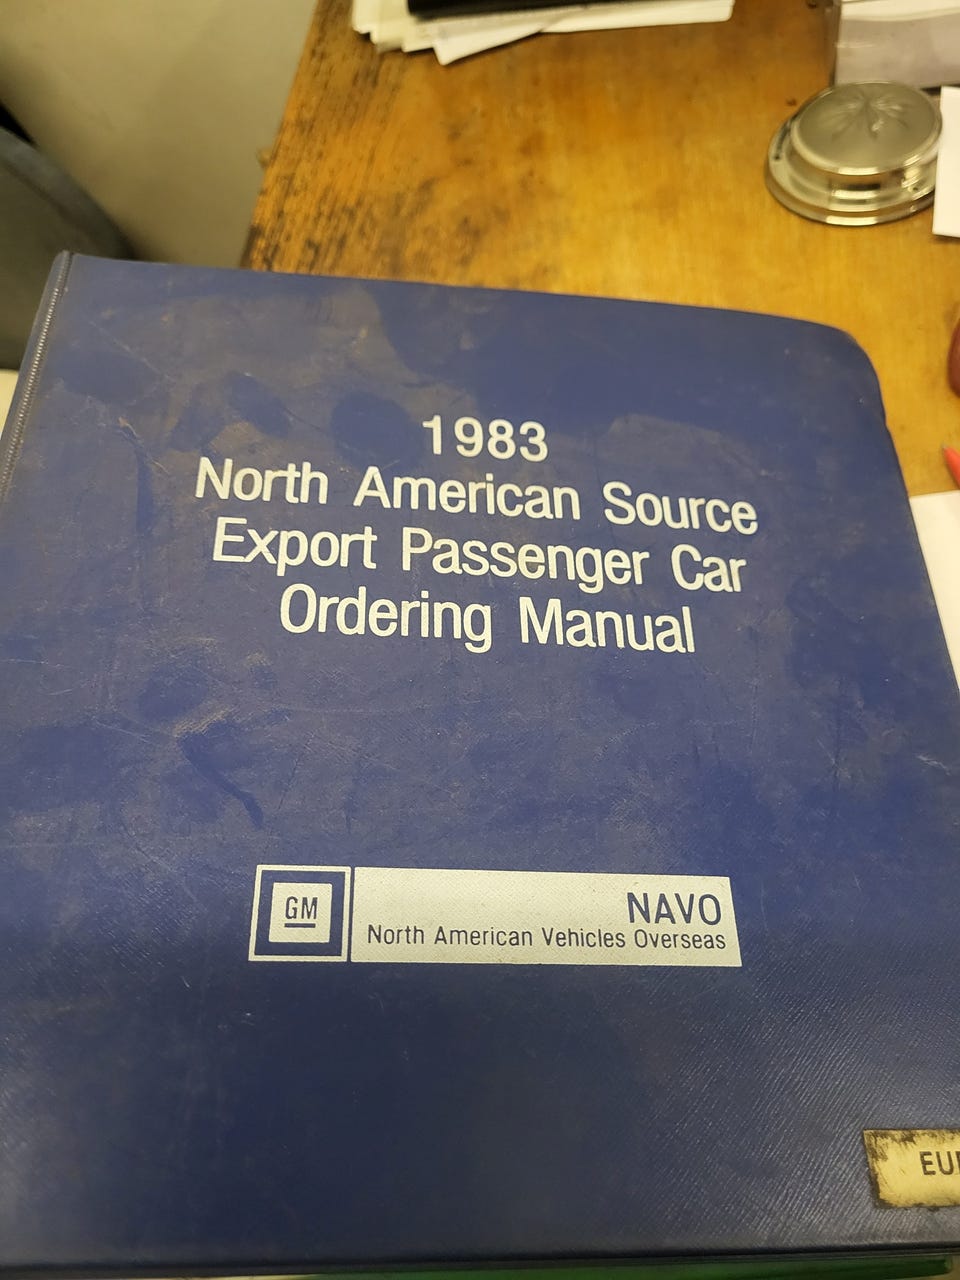 1983
North American Source
Export Passenger Car
Ordering Manual
GM
NAVO
North American Vehicles Overseas